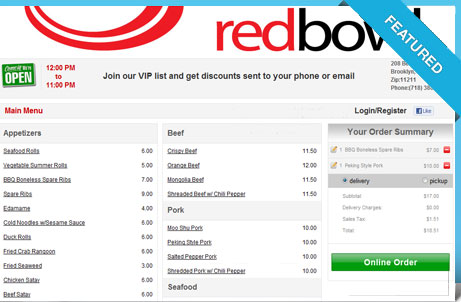 redbowl
FEATURED
COME IN WE'RE
OPEN
12:00 PM
to
11:00 PM
Join our VIP list and get discounts sent to your phone or email
Brooklyn,
Zip:11211
Phone:(718) 38
Main Menu
Login/Register
Like
Appetizers
Seafood Rolls 6.00
Vegetable Summer Rolls 5.00
BBQ Boneless Spare Ribs 7.00
Spare Ribs 9.00
Edamame 4.00
Cold Noodles w/Sesame Sauce 6.00
Duck Rolls 6.00
Fried Crab Rangoon 6.00
Fried Seaweed 3.00
Chicken Satay 6.00
Beef Satay 6.00
Beef
Crispy Beef 11.50
Orange Beef 12.00
Mongolia Beef 11.50
Shreaded Beef w/ Chili Pepper 11.50
Pork
Moo Shu Pork 10.00
Peking Style Pork 10.00
Salted Pepper Pork 10.00
Shredded Pork w/ Chili Pepper 10.00
Seafood
Your Order Summary
1 BBQ Boneless Spare Ribs $7.00
1 Peking Style Pork $10.00
delivery pickup
Subtotal $17.00
Delivery Charges $0.00
Sales Tax $1.51
Total $18.51
Online Order